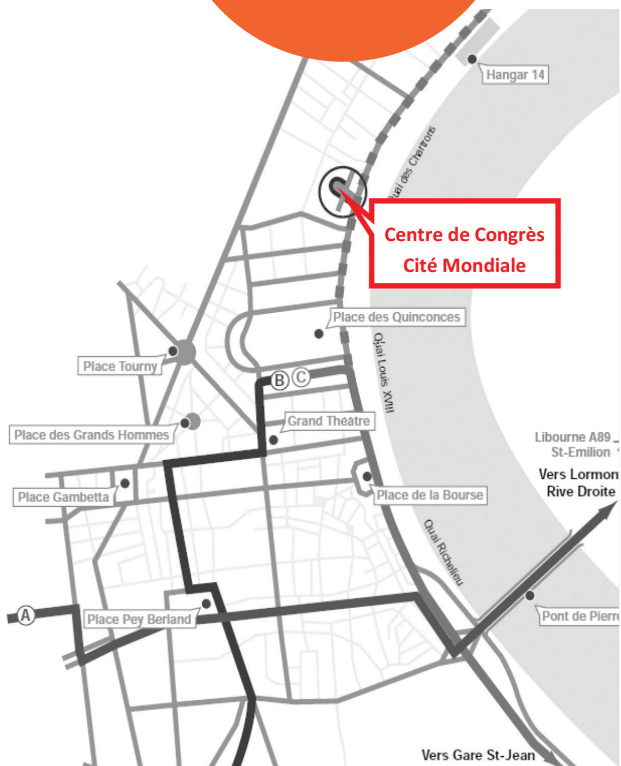 Hangar 14
Quai des Chartrons
Centre de Congrès
Cité Mondiale
Place des Quinconces
Quai Louis XVIII
Place Tourny
B C
Grand Théâtre
Place des Grands Hommes
Libourne A89
St-Emilion
Vers Lormon
Rive Droite
Place Gambetta
Place de la Bourse
Quai Richelieu
A
Place Pey Berland
Pont de Pierre
Vers Gare St-Jean